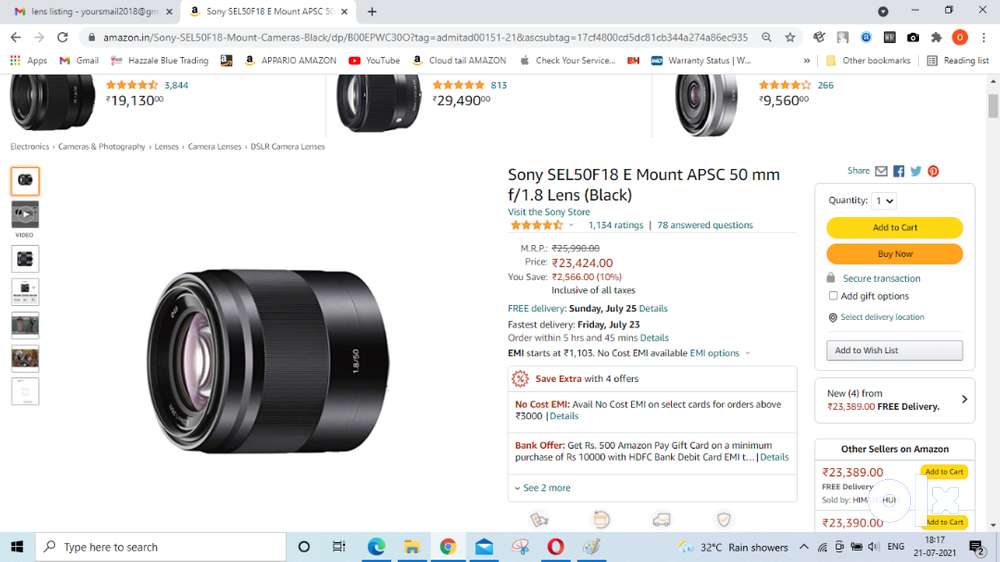 lens listing - yoursmail2018@gm
Sony SEL50F18 E Mount APSC 50
amazon.in/Sony-SEL50F18-Mount-Cameras-Black/dp/B00EPWC30O?tag=admitad00151-21&ascsubtag=17cf4800cd5dc81cb344a274a86ec935
Apps
Gmail
Hazzale Blue Trading
APPARIO AMAZON
YouTube
Cloud tail AMAZON
Check Your Service...
BH
Warranty Status | W...
»
Other bookmarks
Reading list
3,844
₹19,13000
813
₹29,49000
266
₹9,56000
Electronics › Cameras & Photography › Lenses › Camera Lenses › DSLR Camera Lenses
VIDEO
1.8/50
Sony SEL50F18 E Mount APSC 50 mm
f/1.8 Lens (Black)
Visit the Sony Store
1,134 ratings | 78 answered questions
M.R.P.: ₹25,990.00
Price: ₹23,424.00
You Save: ₹2,566.00 (10%)
Inclusive of all taxes
FREE delivery: Sunday, July 25 Details
Fastest delivery: Friday, July 23
Order within 5 hrs and 45 mins Details
EMI starts at ₹1,103. No Cost EMI available EMI options
Save Extra with 4 offers
No Cost EMI: Avail No Cost EMI on select cards for orders above
₹3000 | Details
Bank Offer: Get Rs. 500 Amazon Pay Gift Card on a minimum
purchase of Rs 10000 with HDFC Bank Debit Card EMI t... | Details
See 2 more
Share
Quantity: 1
Add to Cart
Buy Now
Secure transaction
Add gift options
Select delivery location
Add to Wish List
New (4) from
₹23,389.00 FREE Delivery.
Other Sellers on Amazon
₹23,389.00
Add to Cart
FREE Delivery
Sold by:
₹23,390.00
Add to Cart
Type here to search
32°C Rain showers
ENG
18:17
21-07-2021
2